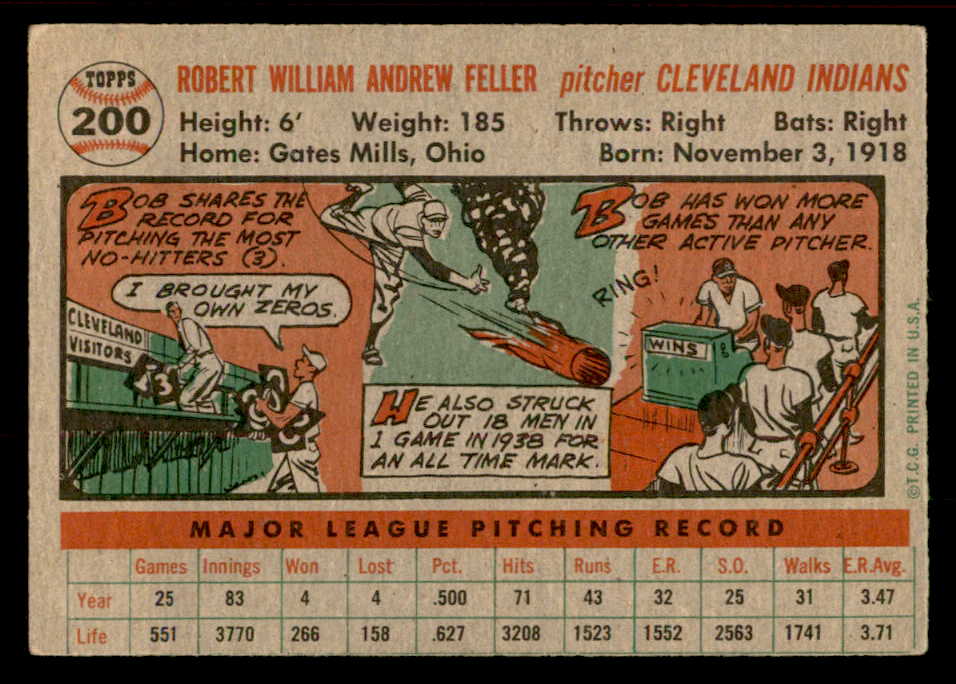 TOPPS
200
ROBERT WILLIAM ANDREW FELLER pitcher CLEVELAND INDIANS
Height: 6' Weight: 185 Throws: Right Bats: Right
Home: Gates Mills, Ohio Born: November 3, 1918
BOB SHARES THE
RECORD FOR
PITCHING THE MOST
NO-HITTERS (3).
I BROUGHT MY
OWN ZEROS.
CLEVELAND
VISITORS
HE ALSO STRUCK
OUT 18 MEN IN
1 GAME IN 1938 FOR
AN ALL TIME MARK.
BOB HAS WON MORE
GAMES THAN ANY
OTHER ACTIVE PITCHER.
RING!
WINS
©T.C.G. PRINTED IN U.S.A.
MAJOR LEAGUE PITCHING RECORD
Games Innings Won Lost Pct. Hits Runs E.R. S.O. Walks E.R.Avg.
Year 25 83 4 4 .500 71 43 32 25 31 3.47
Life 551 3770 266 158 .627 3208 1523 1552 2563 1741 3.71